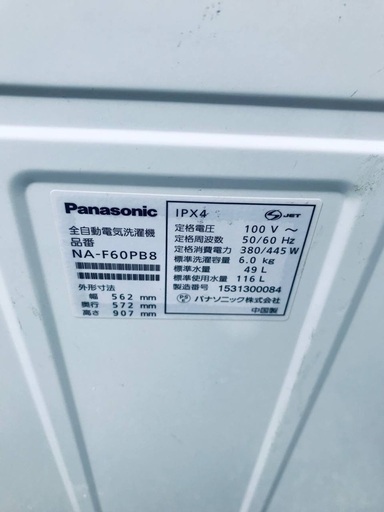 Panasonic
全自動電気洗濯機
品番
NA-F60PB8
外形寸法
幅 562 mm
奥行 572 mm
高さ 907 mm
IPX4
JET
定格電圧 100 V ～
定格周波数 50/60 Hz
定格消費電力 380/445 W
標準洗濯容量 6.0 kg
標準水量 49 L
標準使用水量 116 L
製造番号 1531300084
パナソニック株式会社
中国製